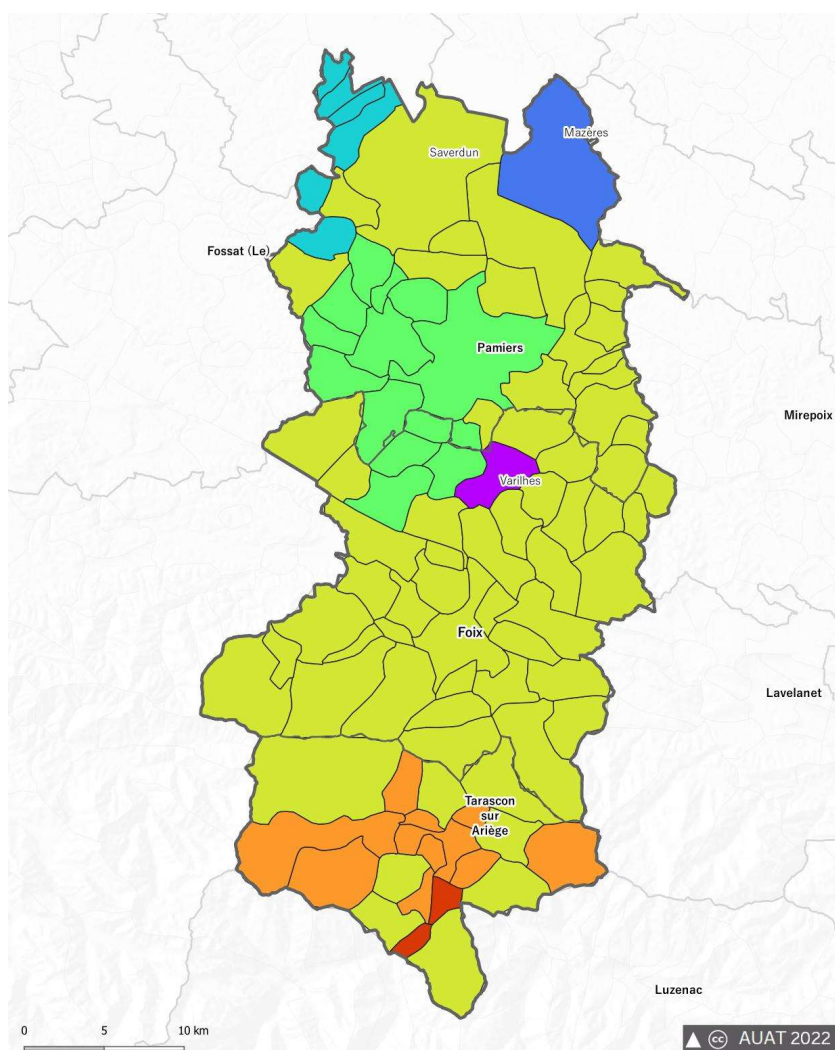 Mazères
Saverdun
Fossat (Le)
Pamiers
Mirepoix
Varilhes
Foix
Lavelanet
Tarascon
sur
Ariège
Luzenac
0 5 10 km
cc AUAT 2022